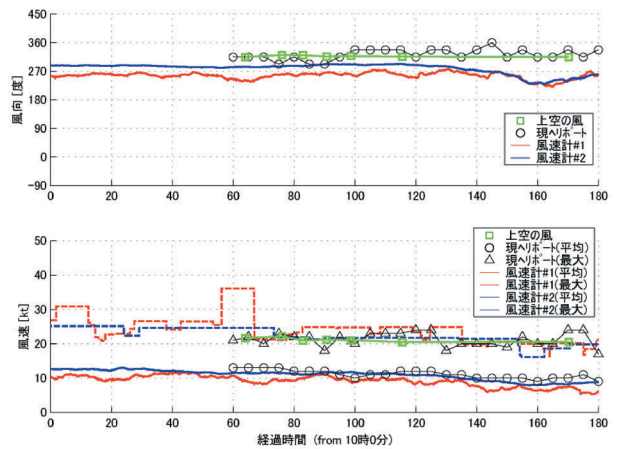 450
360
270
180
90
0
−90
風向 [度]
0 20 40 60 80 100 120 140 160 180
上空の風
現ヘリポート
風速計#1
風速計#2
50
40
30
20
10
0
風速 [kt]
上空の風
現ヘリポート(平均)
現ヘリポート(最大)
風速計#1(平均)
風速計#1(最大)
風速計#2(平均)
風速計#2(最大)
0 20 40 60 80 100 120 140 160 180
経過時間 (from 10時0分)